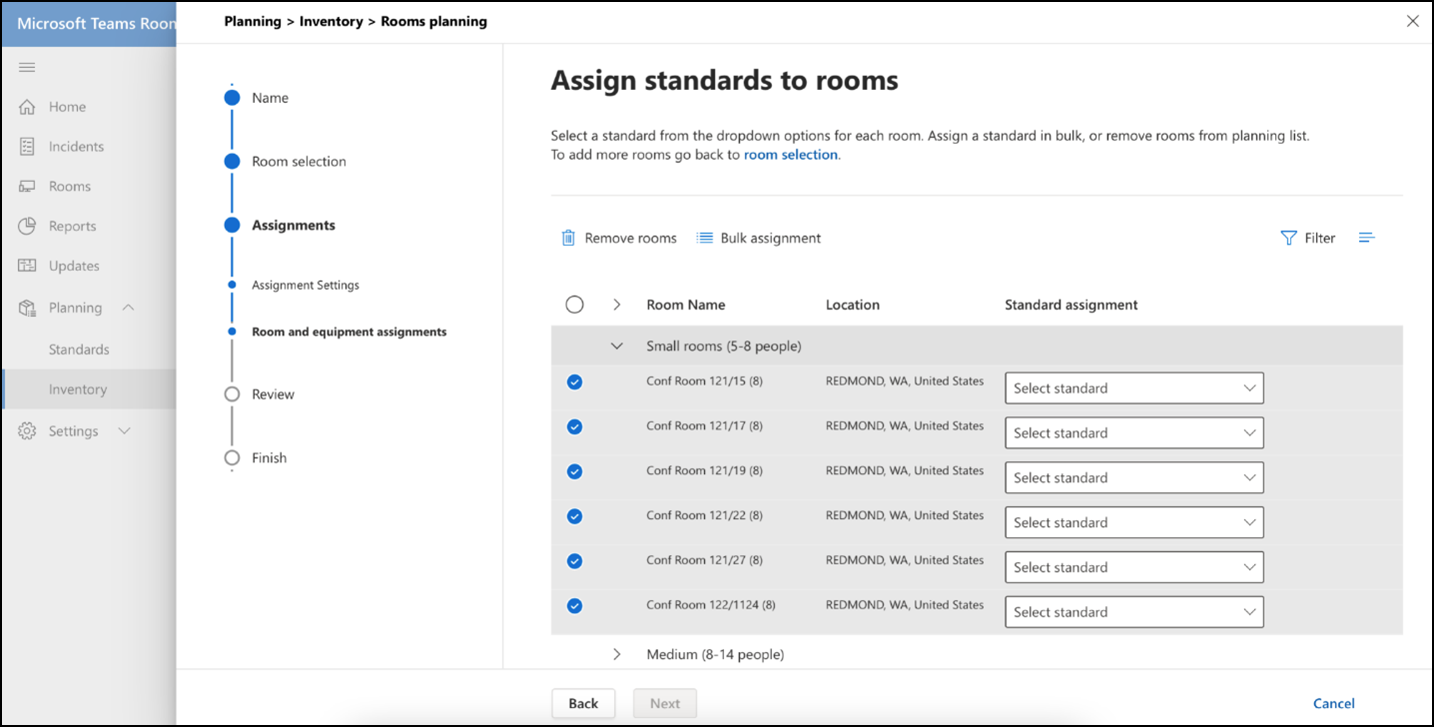 Microsoft Teams Roon
Home
Incidents
Rooms
Reports
Updates
Planning
Standards
Inventory
Settings
Planning > Inventory > Rooms planning
Name
Room selection
Assignments
Assignment Settings
Room and equipment assignments
Review
Finish
Assign standards to rooms
Select a standard from the dropdown options for each room. Assign a standard in bulk, or remove rooms from planning list.
To add more rooms go back to room selection.
Remove rooms Bulk assignment Filter
Room Name Location Standard assignment
Small rooms (5-8 people)
Conf Room 121/15 (8) REDMOND, WA, United States Select standard
Conf Room 121/17 (8) REDMOND, WA, United States Select standard
Conf Room 121/19 (8) REDMOND, WA, United States Select standard
Conf Room 121/22 (8) REDMOND, WA, United States Select standard
Conf Room 121/27 (8) REDMOND, WA, United States Select standard
Conf Room 122/1124 (8) REDMOND, WA, United States Select standard
Medium (8-14 people)
Back Next Cancel